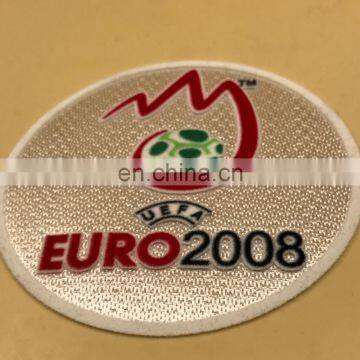 TM
en.china.cn
UEFA
EURO2008